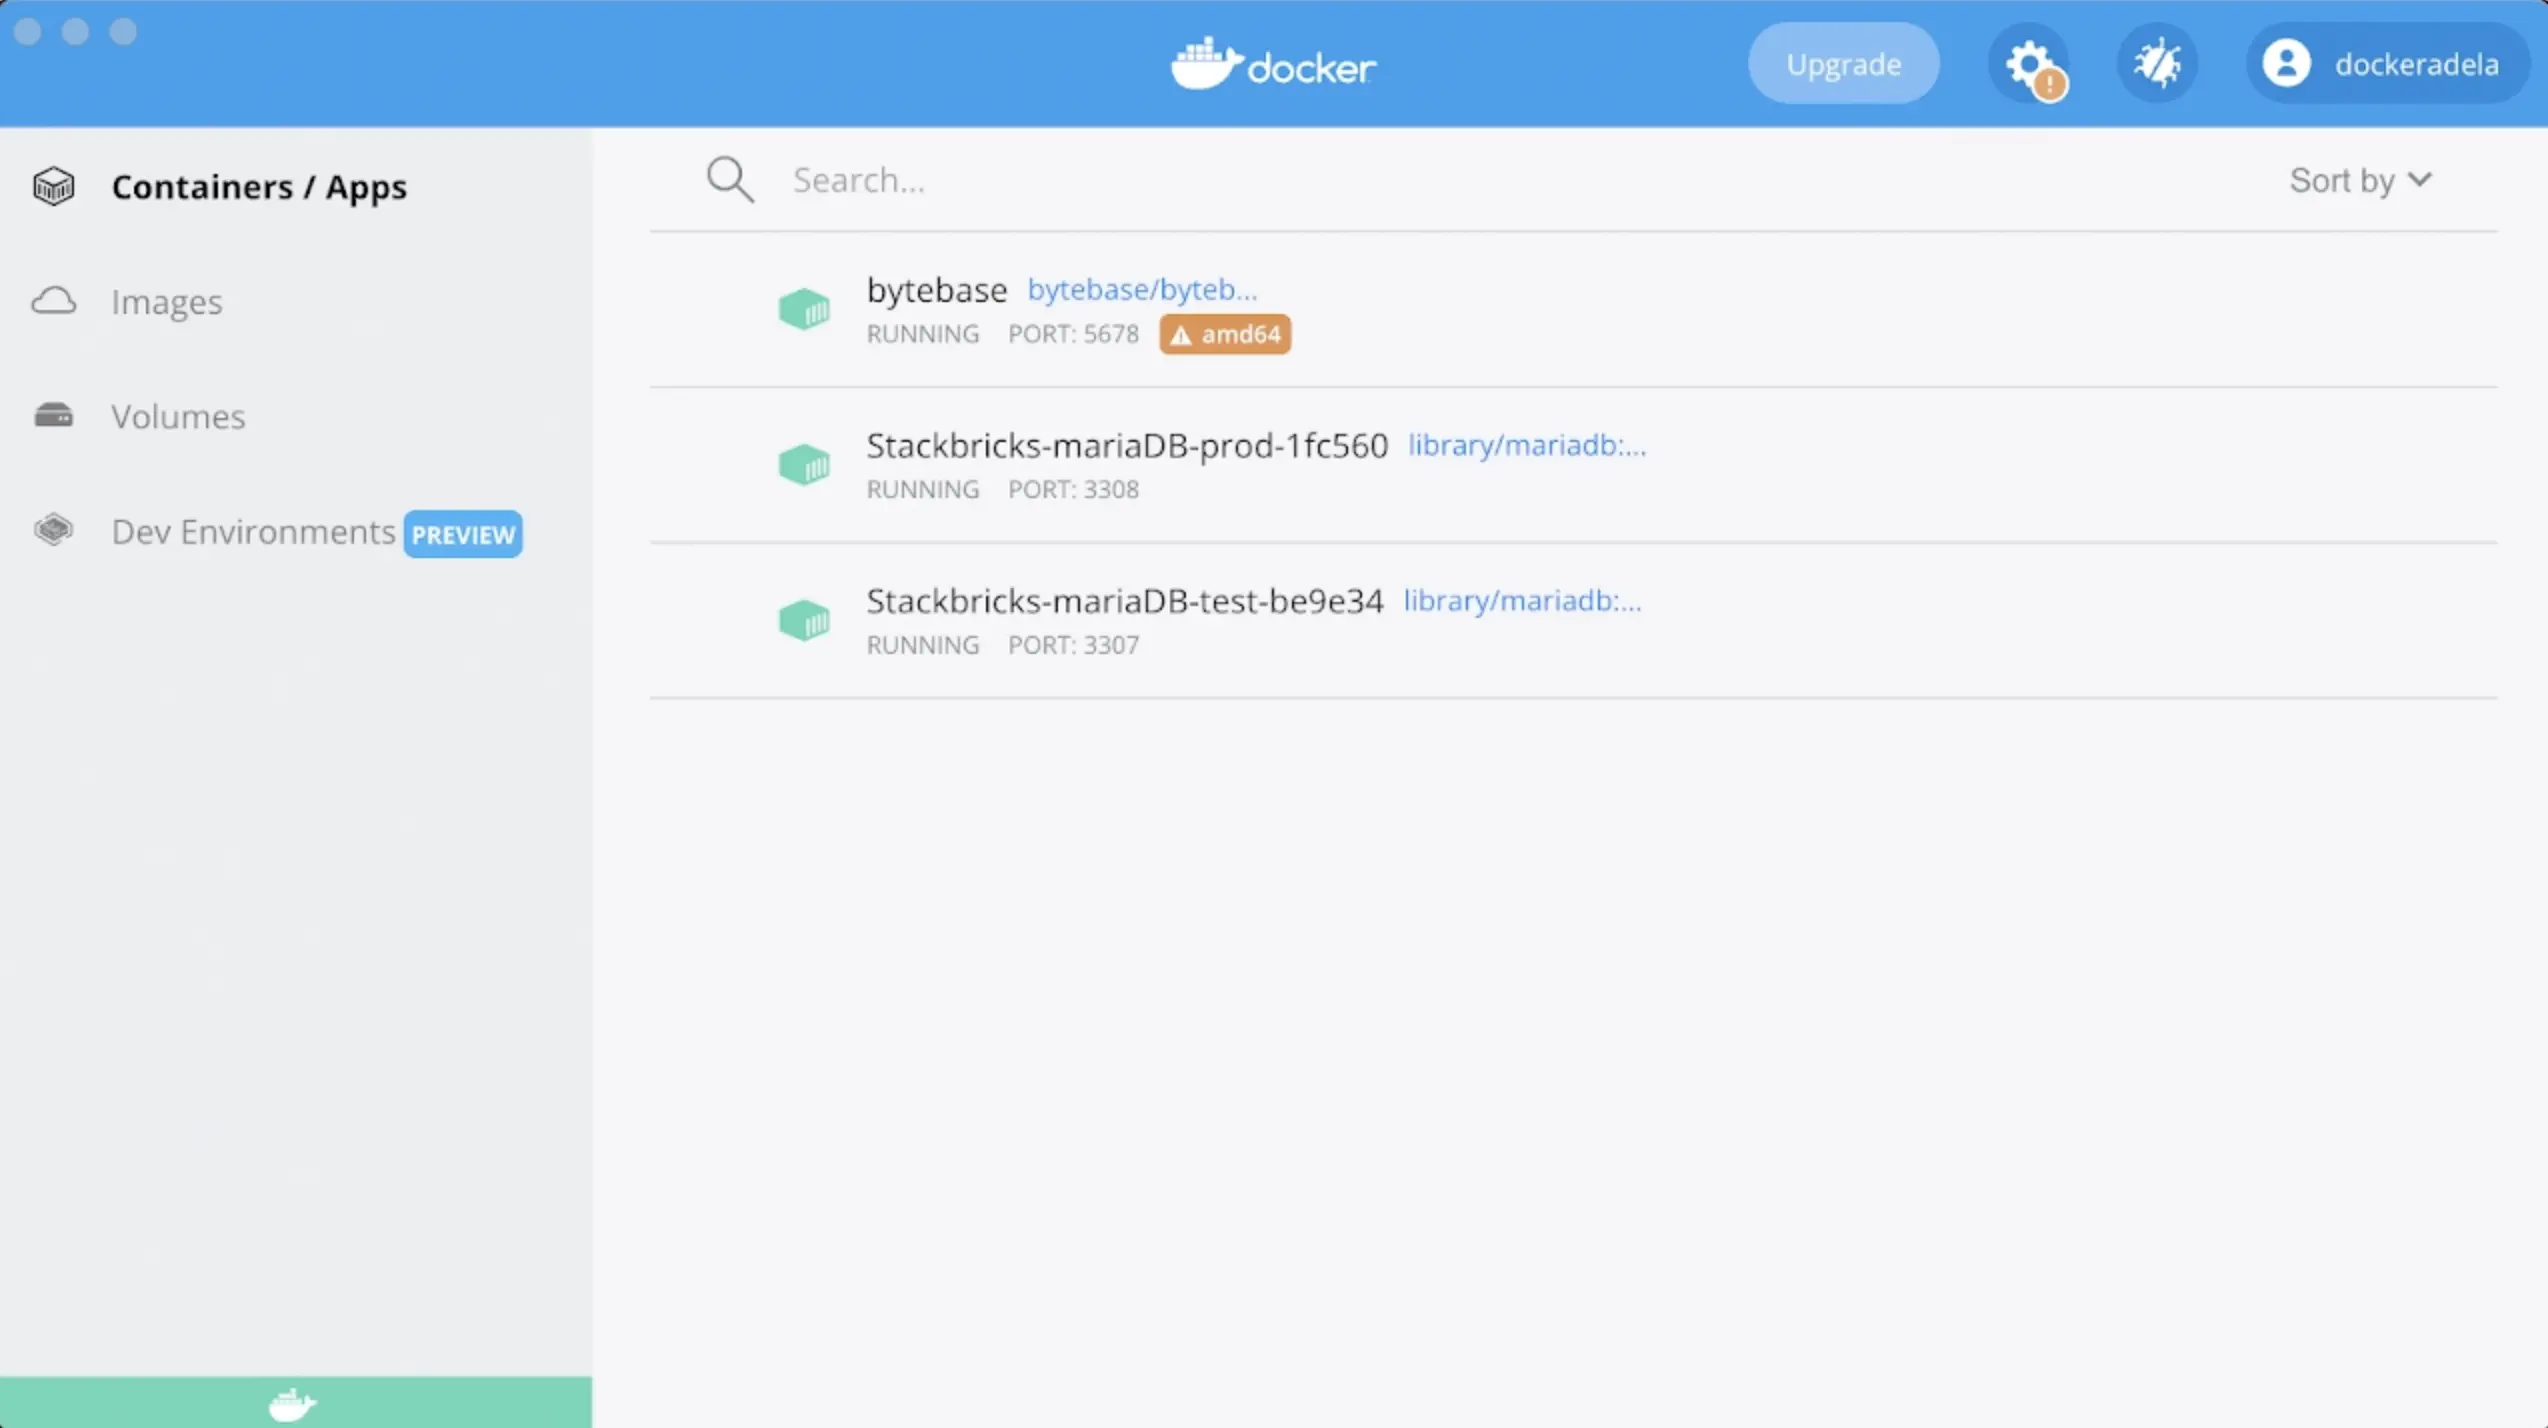 docker
Upgrade
dockeradela
Containers / Apps
Images
Volumes
Dev Environments PREVIEW
Search...
Sort by
bytebase bytebase/byteb...
RUNNING PORT: 5678 amd64
Stackbricks-mariaDB-prod-1fc560 library/mariadb:...
RUNNING PORT: 3308
Stackbricks-mariaDB-test-be9e34 library/mariadb:...
RUNNING PORT: 3307